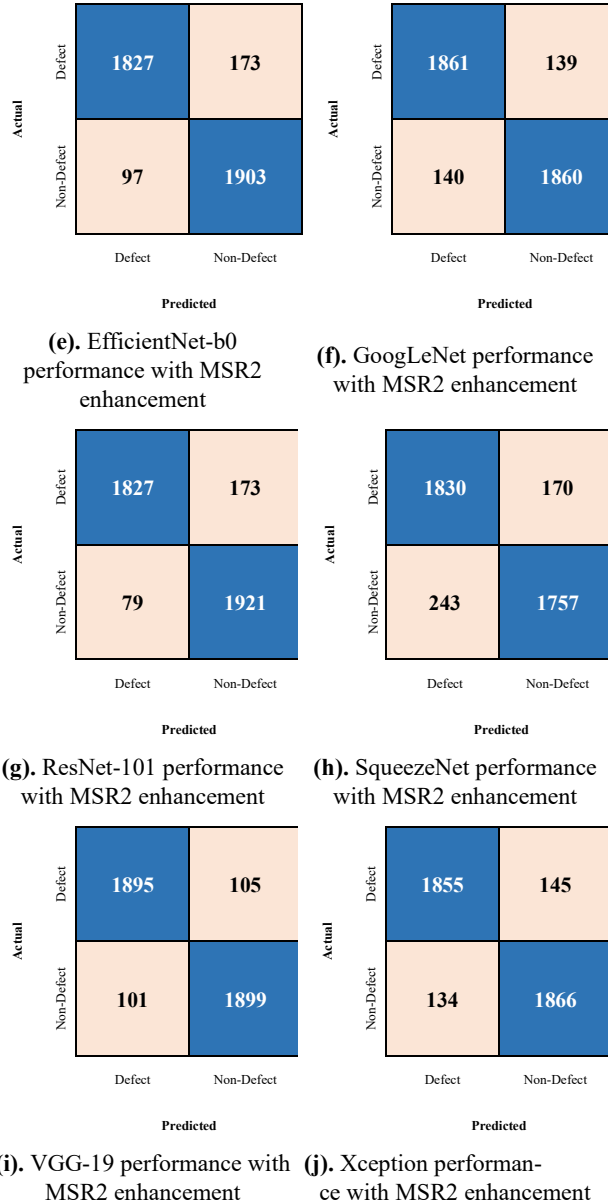 Actual
Defect
1827
173
Non-Defect
97
1903
Defect
Non-Defect
Predicted
(e). EfficientNet-b0
performance with MSR2
enhancement
Actual
Defect
1861
139
Non-Defect
140
1860
Defect
Non-Defect
Predicted
(f). GoogLeNet performance
with MSR2 enhancement
Actual
Defect
1827
173
Non-Defect
79
1921
Defect
Non-Defect
Predicted
(g). ResNet-101 performance
with MSR2 enhancement
Actual
Defect
1830
170
Non-Defect
243
1757
Defect
Non-Defect
Predicted
(h). SqueezeNet performance
with MSR2 enhancement
Actual
Defect
1895
105
Non-Defect
101
1899
Defect
Non-Defect
Predicted
(i). VGG-19 performance with
MSR2 enhancement
Actual
Defect
1855
145
Non-Defect
134
1866
Defect
Non-Defect
Predicted
(j). Xception performan-
ce with MSR2 enhancement